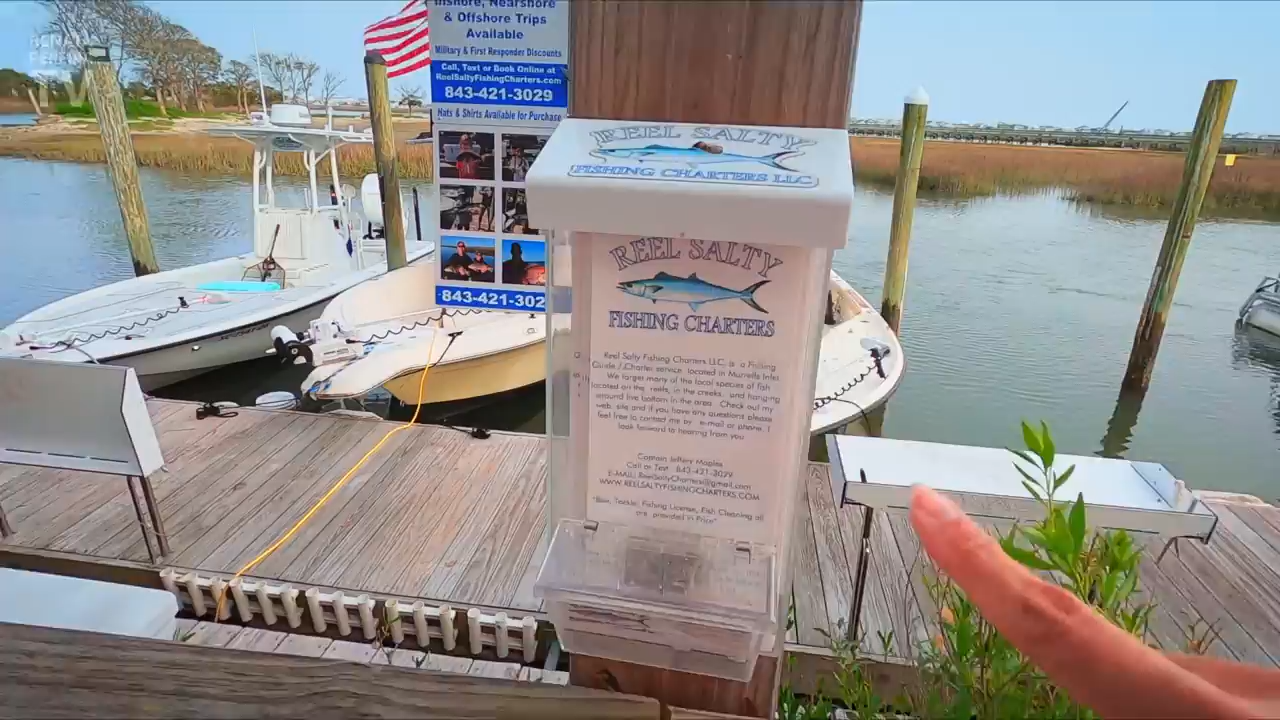 Inshore, Nearshore
& Offshore Trips
Available
Military & First Responder Discounts
Call, Text or Book Online at
ReelSaltyFishingCharters.com
843-421-3029
Hats & Shirts Available for Purchase
843-421-302
REEL SALTY
FISHING CHARTERS LLC
REEL SALTY
FISHING CHARTERS
Reel Salty Fishing Charters LLC, is a Fishing
Guide / Charter service located in Murrells Inlet.
We target many of the local species of fish
located on the reefs, in the creeks, and hanging
around live bottom in the area. Check out my
web site and if you have any questions please
feel free to contact me by e-mail or phone. I
look forward to hearing from you.
Captain Jeffery Maples
Call or Text 843-421-3029
E-MAIL: ReelSaltyCharters@gmail.com
WWW.REELSALTYFISHINGCHARTERS.COM
*Bait, Tackle, Fishing License, Fish Cleaning all
are provided in Price*